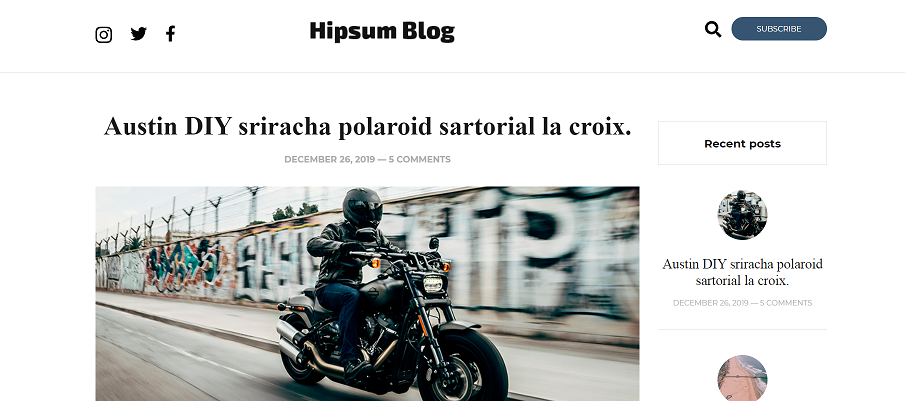 Hipsum Blog
SUBSCRIBE
Austin DIY sriracha polaroid sartorial la croix.
DECEMBER 26, 2019 — 5 COMMENTS
Recent posts
Austin DIY sriracha polaroid
sartorial la croix.
DECEMBER 26, 2019 — 5 COMMENTS